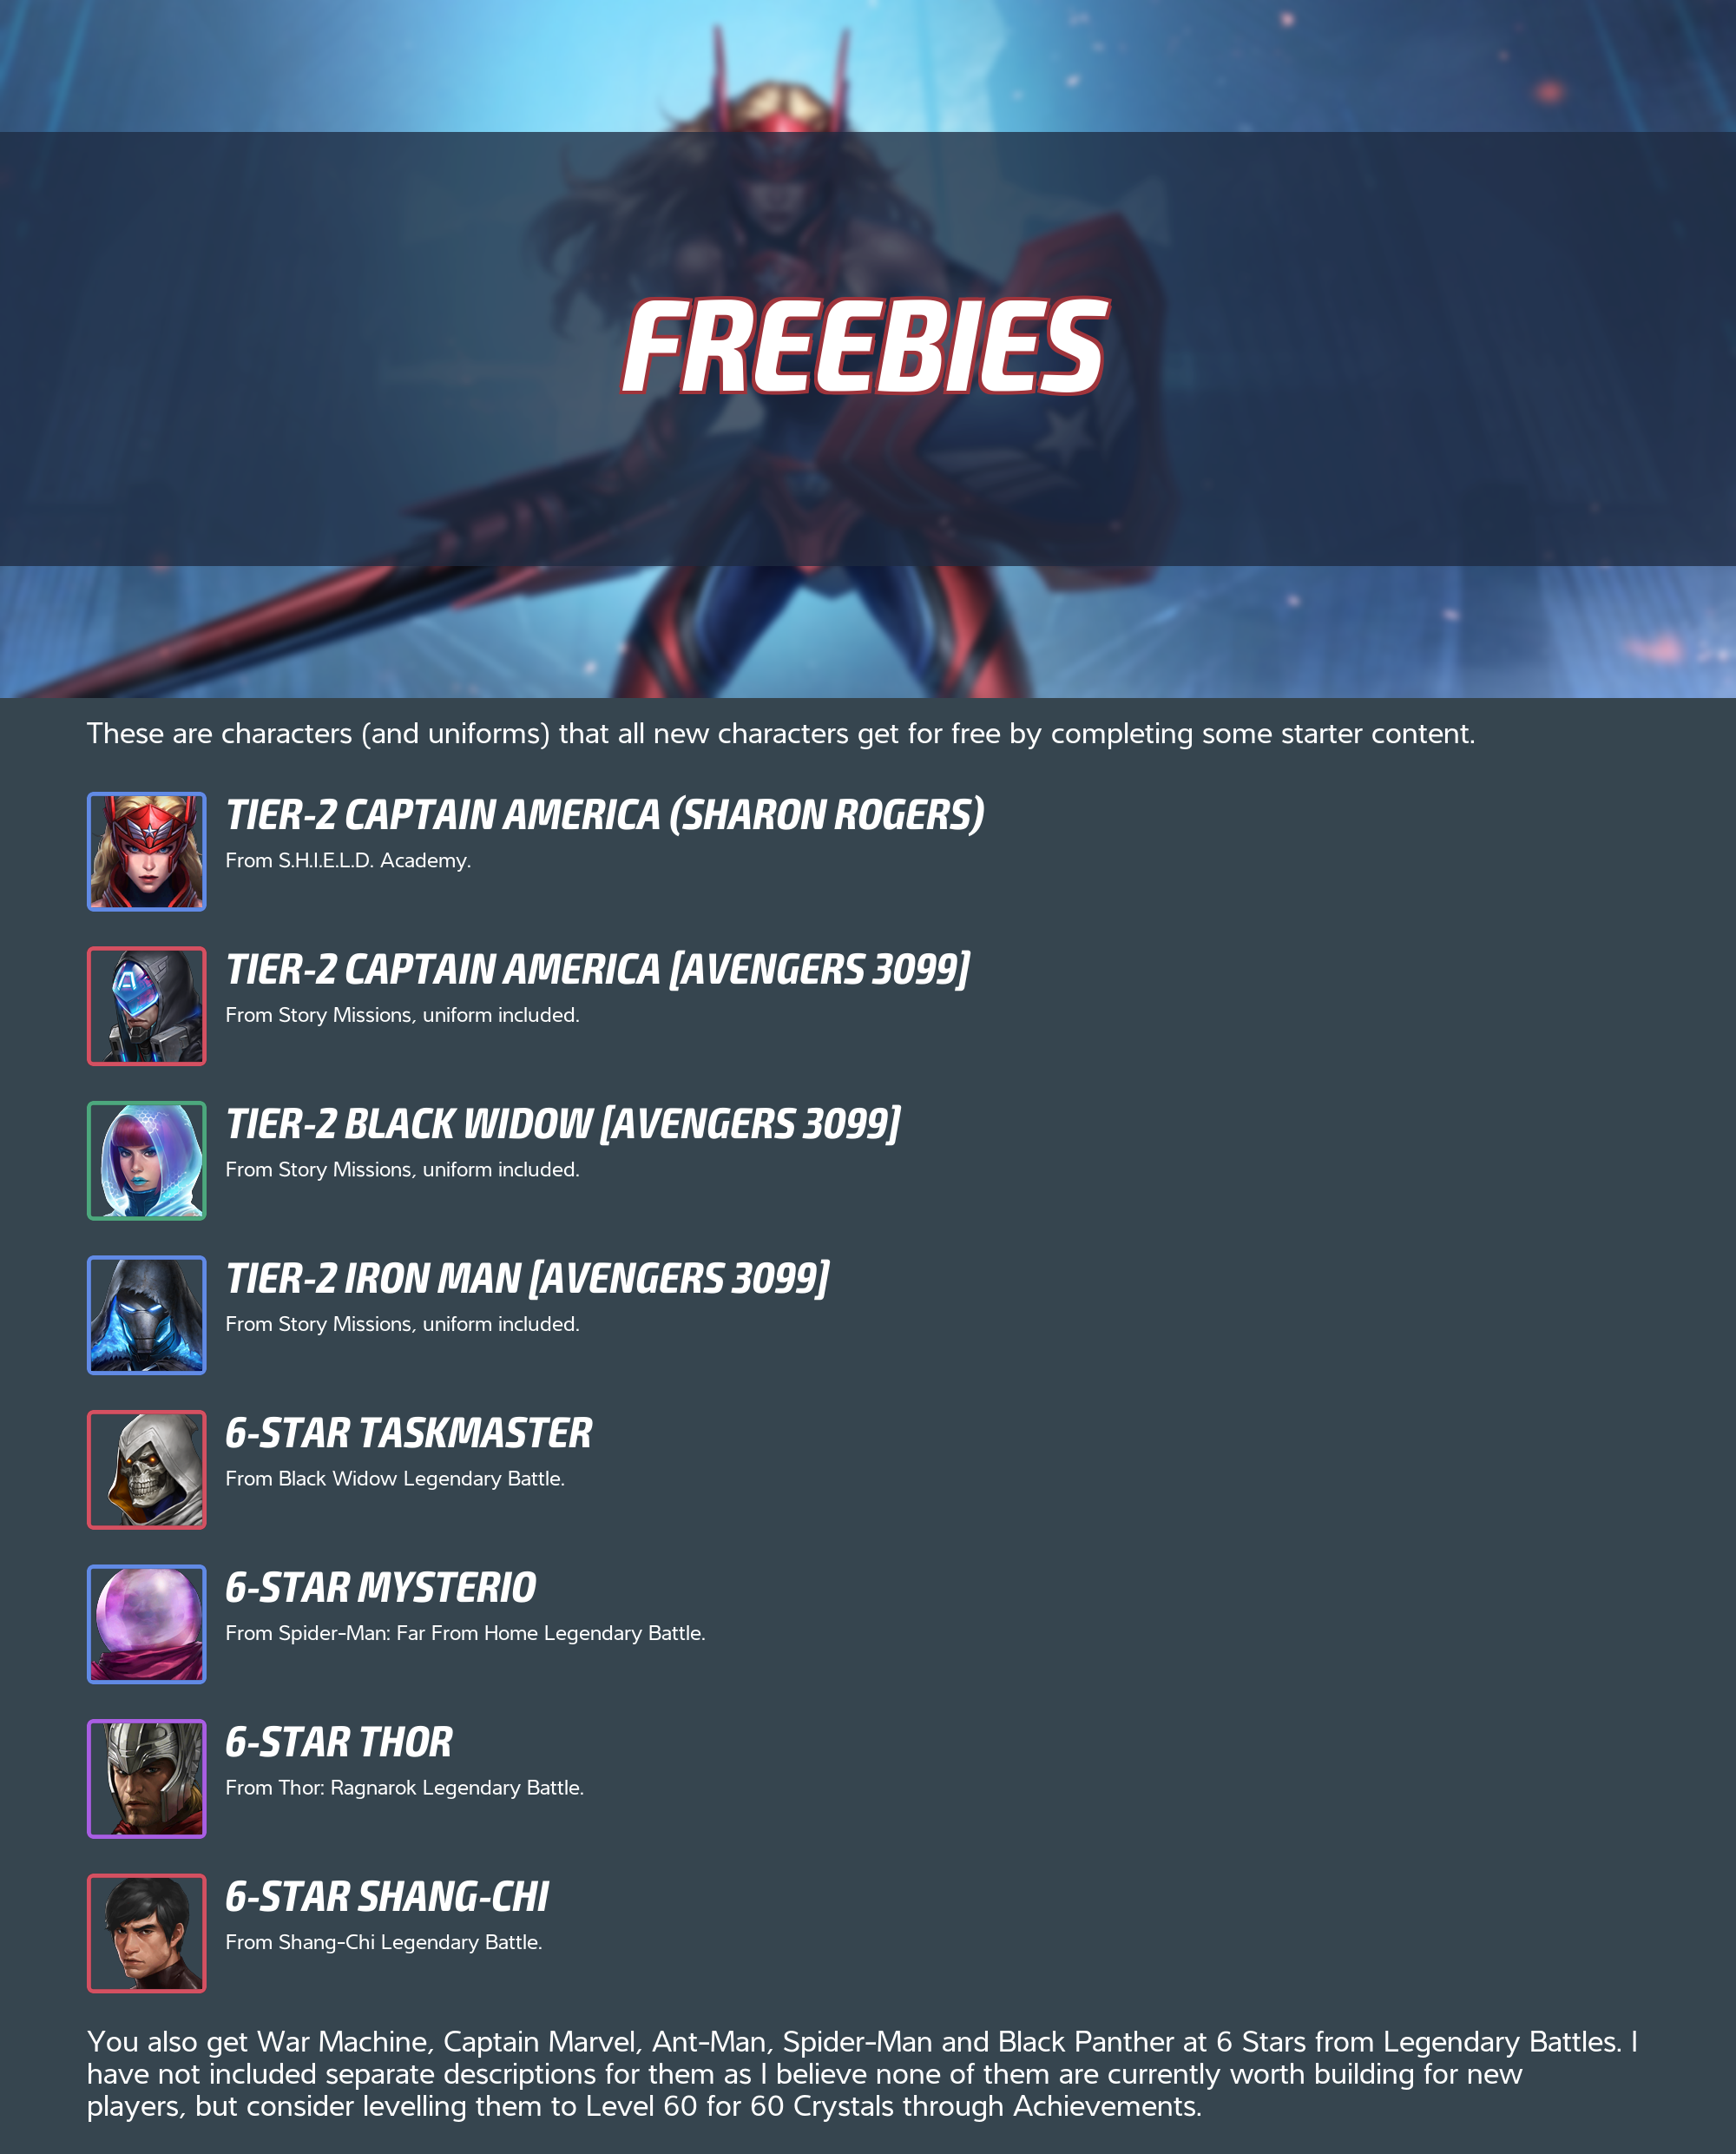 FREEBIES
These are characters (and uniforms) that all new characters get for free by completing some starter content.
TIER-2 CAPTAIN AMERICA (SHARON ROGERS)
From S.H.I.E.L.D. Academy.
TIER-2 CAPTAIN AMERICA [AVENGERS 3099]
From Story Missions, uniform included.
TIER-2 BLACK WIDOW [AVENGERS 3099]
From Story Missions, uniform included.
TIER-2 IRON MAN [AVENGERS 3099]
From Story Missions, uniform included.
6-STAR TASKMASTER
From Black Widow Legendary Battle.
6-STAR MYSTERIO
From Spider-Man: Far From Home Legendary Battle.
6-STAR THOR
From Thor: Ragnarok Legendary Battle.
6-STAR SHANG-CHI
From Shang-Chi Legendary Battle.
You also get War Machine, Captain Marvel, Ant-Man, Spider-Man and Black Panther at 6 Stars from Legendary Battles. I
have not included separate descriptions for them as I believe none of them are currently worth building for new
players, but consider levelling them to Level 60 for 60 Crystals through Achievements.